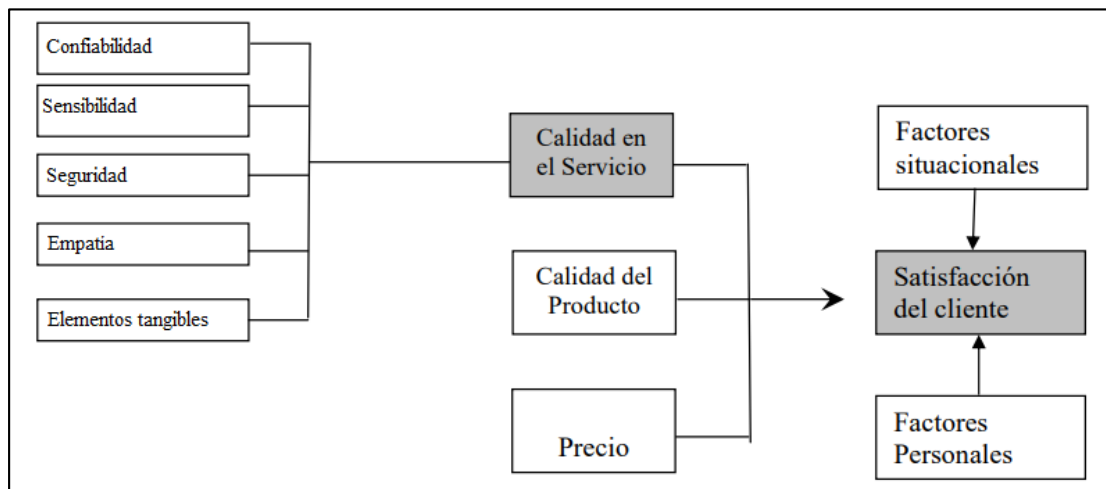 Confiabilidad
Sensibilidad
Seguridad
Empatia
Elementos tangibles
Calidad en
el Servicio
Calidad del
Producto
Precio
Factores
situacionales
Satisfacción
del cliente
Factores
Personales